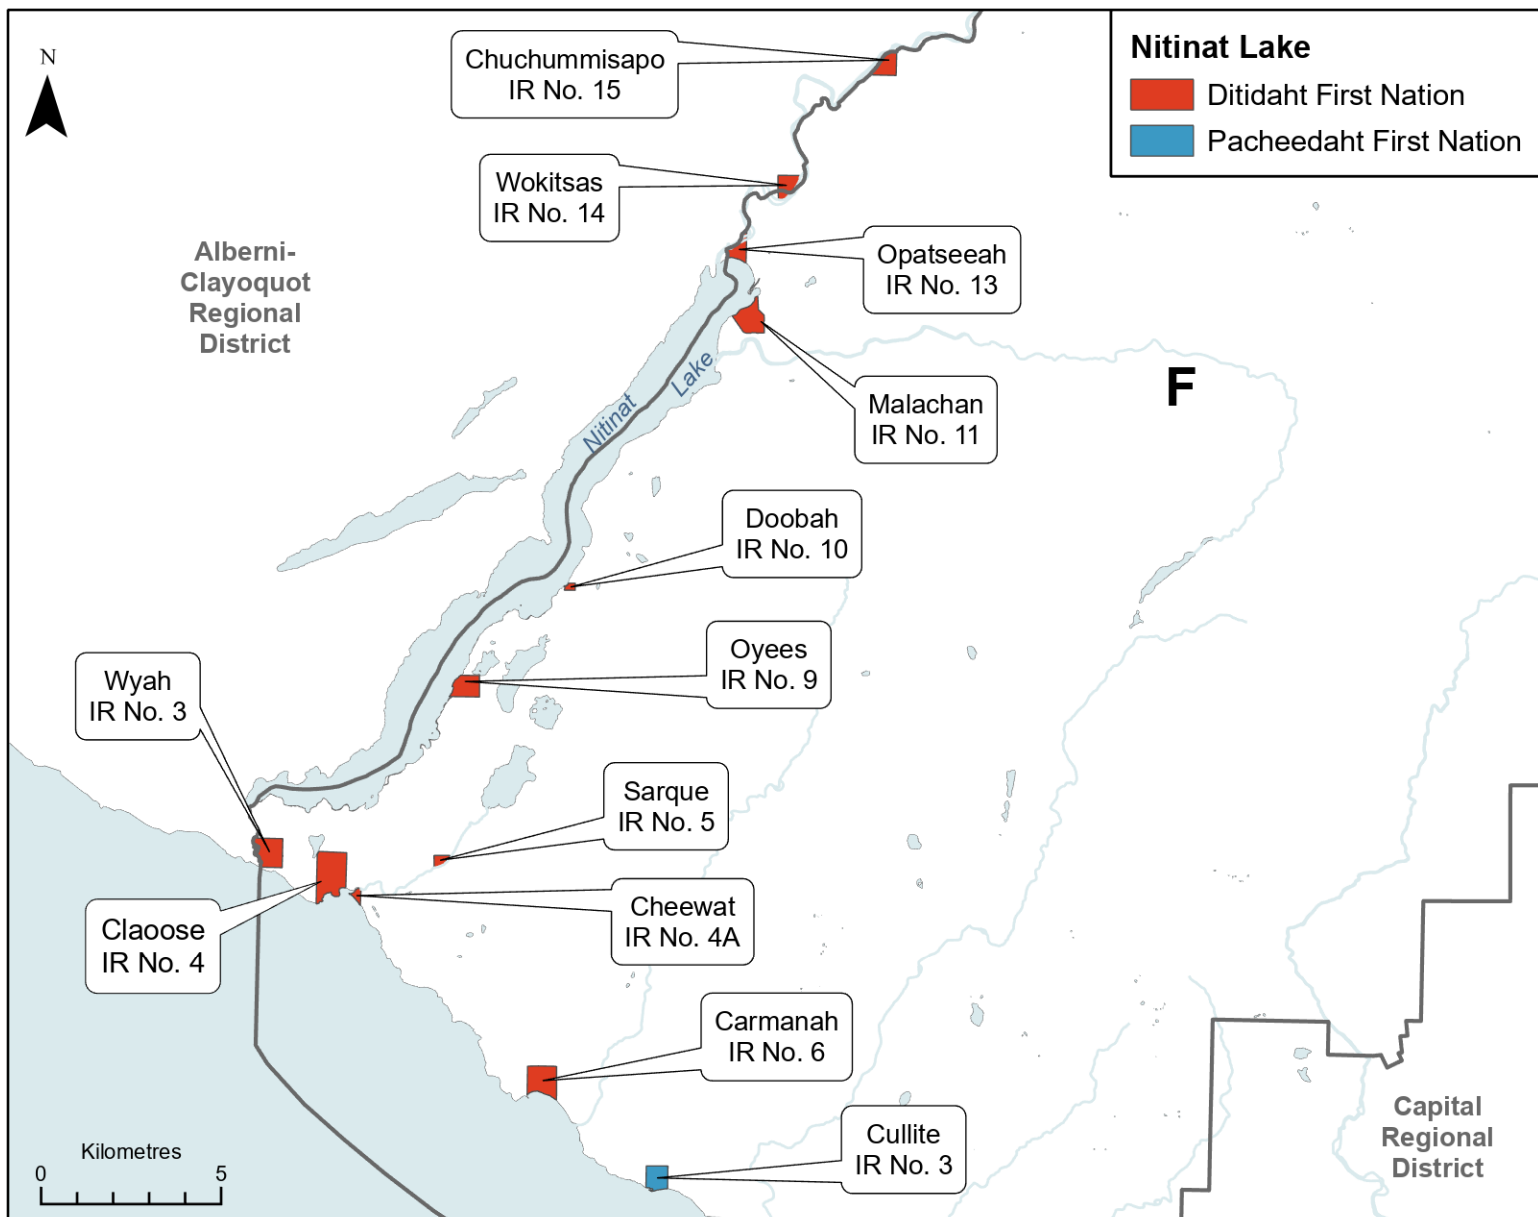 N
Chuchummisapo
IR No. 15
Nitinat Lake
Ditidaht First Nation
Pacheedaht First Nation
Wokitsas
IR No. 14
Alberni-
Clayoquot
Regional
District
Opatseeah
IR No. 13
Nitinat Lake
F
Malachan
IR No. 11
Doobah
IR No. 10
Oyees
IR No. 9
Wyah
IR No. 3
Sarque
IR No. 5
Cheewat
IR No. 4A
Claoose
IR No. 4
Carmanah
IR No. 6
Cullite
IR No. 3
Capital
Regional
District
Kilometres
0 5